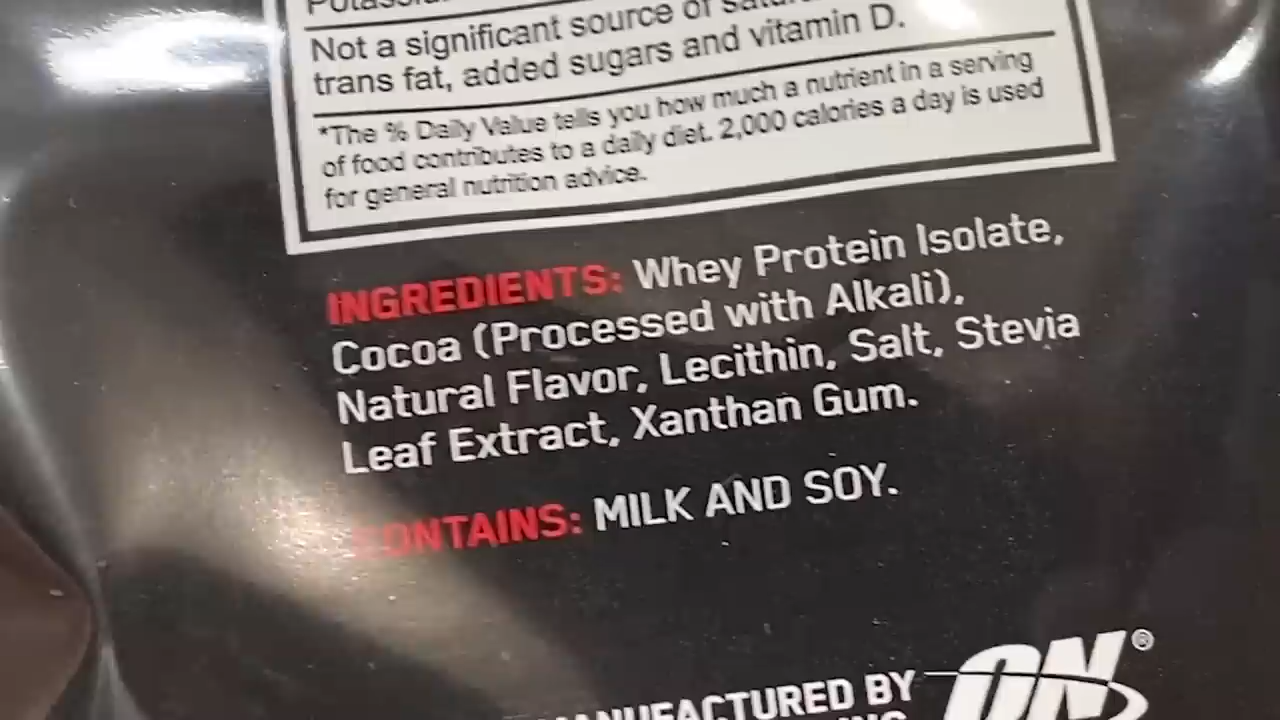 Not a significant source of
trans fat, added sugars and vitamin D.
*The % Daily Value tells you how much a nutrient in a serving
of food contributes to a daily diet. 2,000 calories a day is used
for general nutrition advice.
INGREDIENTS: Whey Protein Isolate,
Cocoa (Processed with Alkali),
Natural Flavor, Lecithin, Salt, Stevia
Leaf Extract, Xanthan Gum.
CONTAINS: MILK AND SOY.
ON®
MANUFACTURED BY